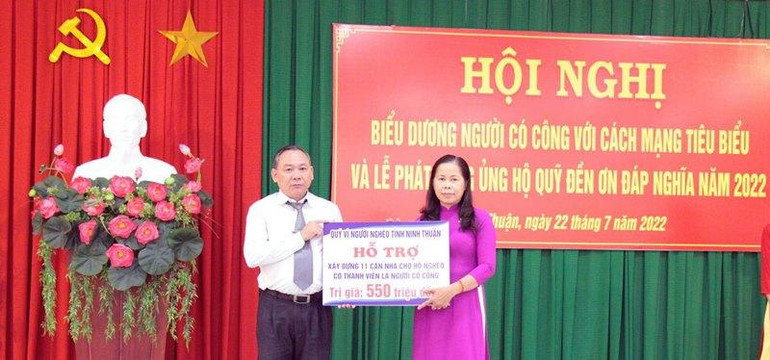 HỘI NGHỊ
BIỂU DƯƠNG NGƯỜI CÓ CÔNG VỚI CÁCH MẠNG TIÊU BIỂU
VÀ LỄ PHÁT ỦNG HỘ QUỸ ĐỀN ƠN ĐÁP NGHĨA NĂM 2022
Thuận, ngày 22 tháng 7 năm 2022
QUỸ VÌ NGƯỜI NGHÈO TỈNH NINH THUẬN
HỖ TRỢ
XÂY DỰNG 11 CĂN NHÀ CHO HỘ NGHÈO
CÓ THÀNH VIÊN LÀ NGƯỜI CÓ CÔNG
Trị giá: 550 triệu